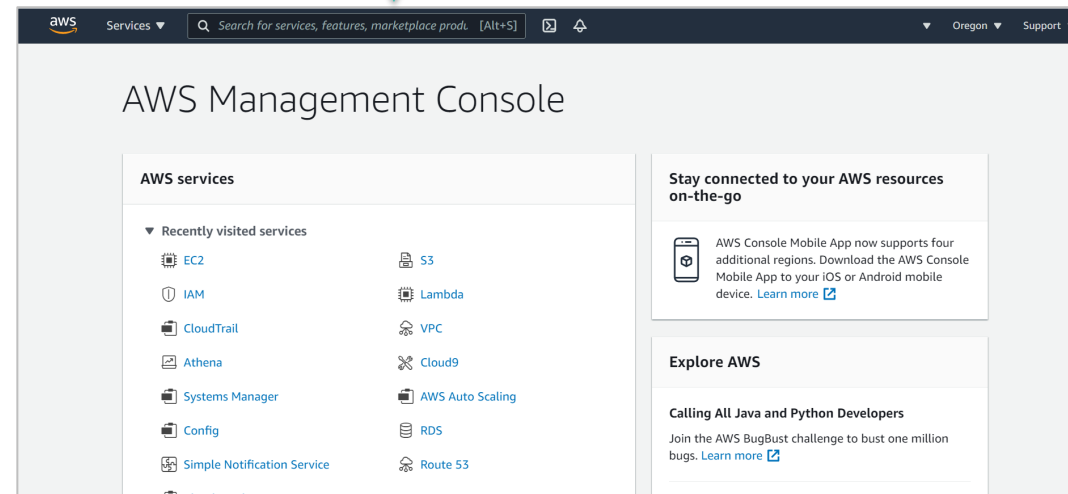 aws Services ▼ Search for services, features, marketplace produ [Alt+S] ▼ Oregon ▼ Support
AWS Management Console
AWS services
▼ Recently visited services
EC2 S3
IAM Lambda
CloudTrail VPC
Athena Cloud9
Systems Manager AWS Auto Scaling
Config RDS
Simple Notification Service Route 53
Stay connected to your AWS resources
on-the-go
AWS Console Mobile App now supports four
additional regions. Download the AWS Console
Mobile App to your iOS or Android mobile
device. Learn more
Explore AWS
Calling All Java and Python Developers
Join the AWS BugBust challenge to bust one million
bugs. Learn more